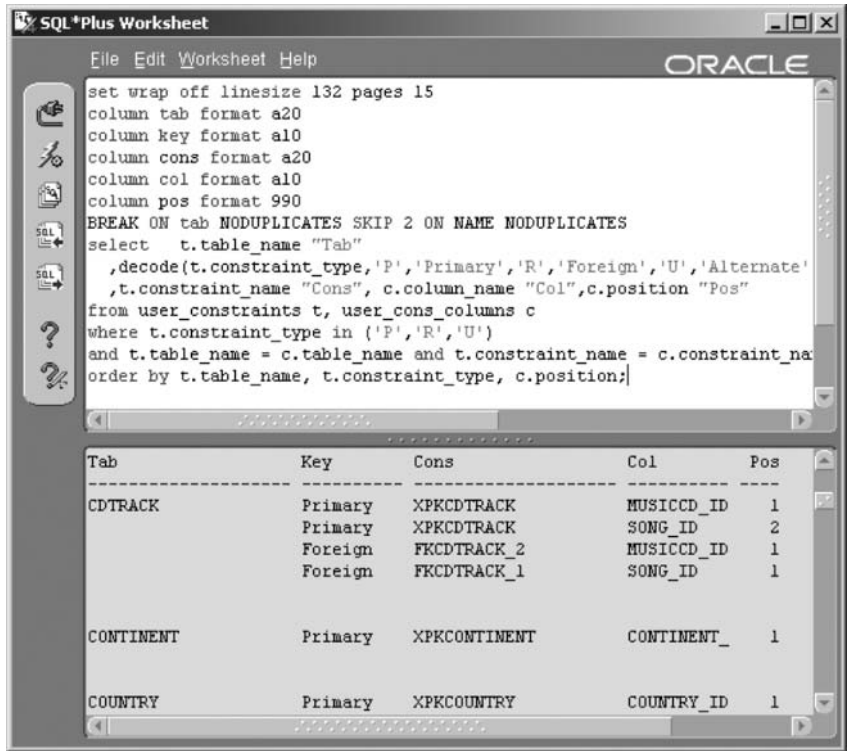 SQL*Plus Worksheet
File Edit Worksheet Help
ORACLE
set wrap off linesize 132 pages 15
column tab format a20
column key format a10
column cons format a20
column col format a10
column pos format 990
BREAK ON tab NODUPLICATES SKIP 2 ON NAME NODUPLICATES
select   t.table_name "Tab"
  ,decode(t.constraint_type,'P','Primary','R','Foreign','U','Alternate'
  ,t.constraint_name "Cons", c.column_name "Col",c.position "Pos"
from user_constraints t, user_cons_columns c
where t.constraint_type in ('P','R','U')
and t.table_name = c.table_name and t.constraint_name = c.constraint_na
order by t.table_name, t.constraint_type, c.position;
SQL
SQL
Tab Key Cons Col Pos
-------------------- ---------- -------------------- ---------- ----
CDTRACK Primary XPKCDTRACK MUSICCD_ID 1
Primary XPKCDTRACK SONG_ID 2
Foreign FKCDTRACK_2 MUSICCD_ID 1
Foreign FKCDTRACK_1 SONG_ID 1
CONTINENT Primary XPKCONTINENT CONTINENT_ 1
COUNTRY Primary XPKCOUNTRY COUNTRY_ID 1